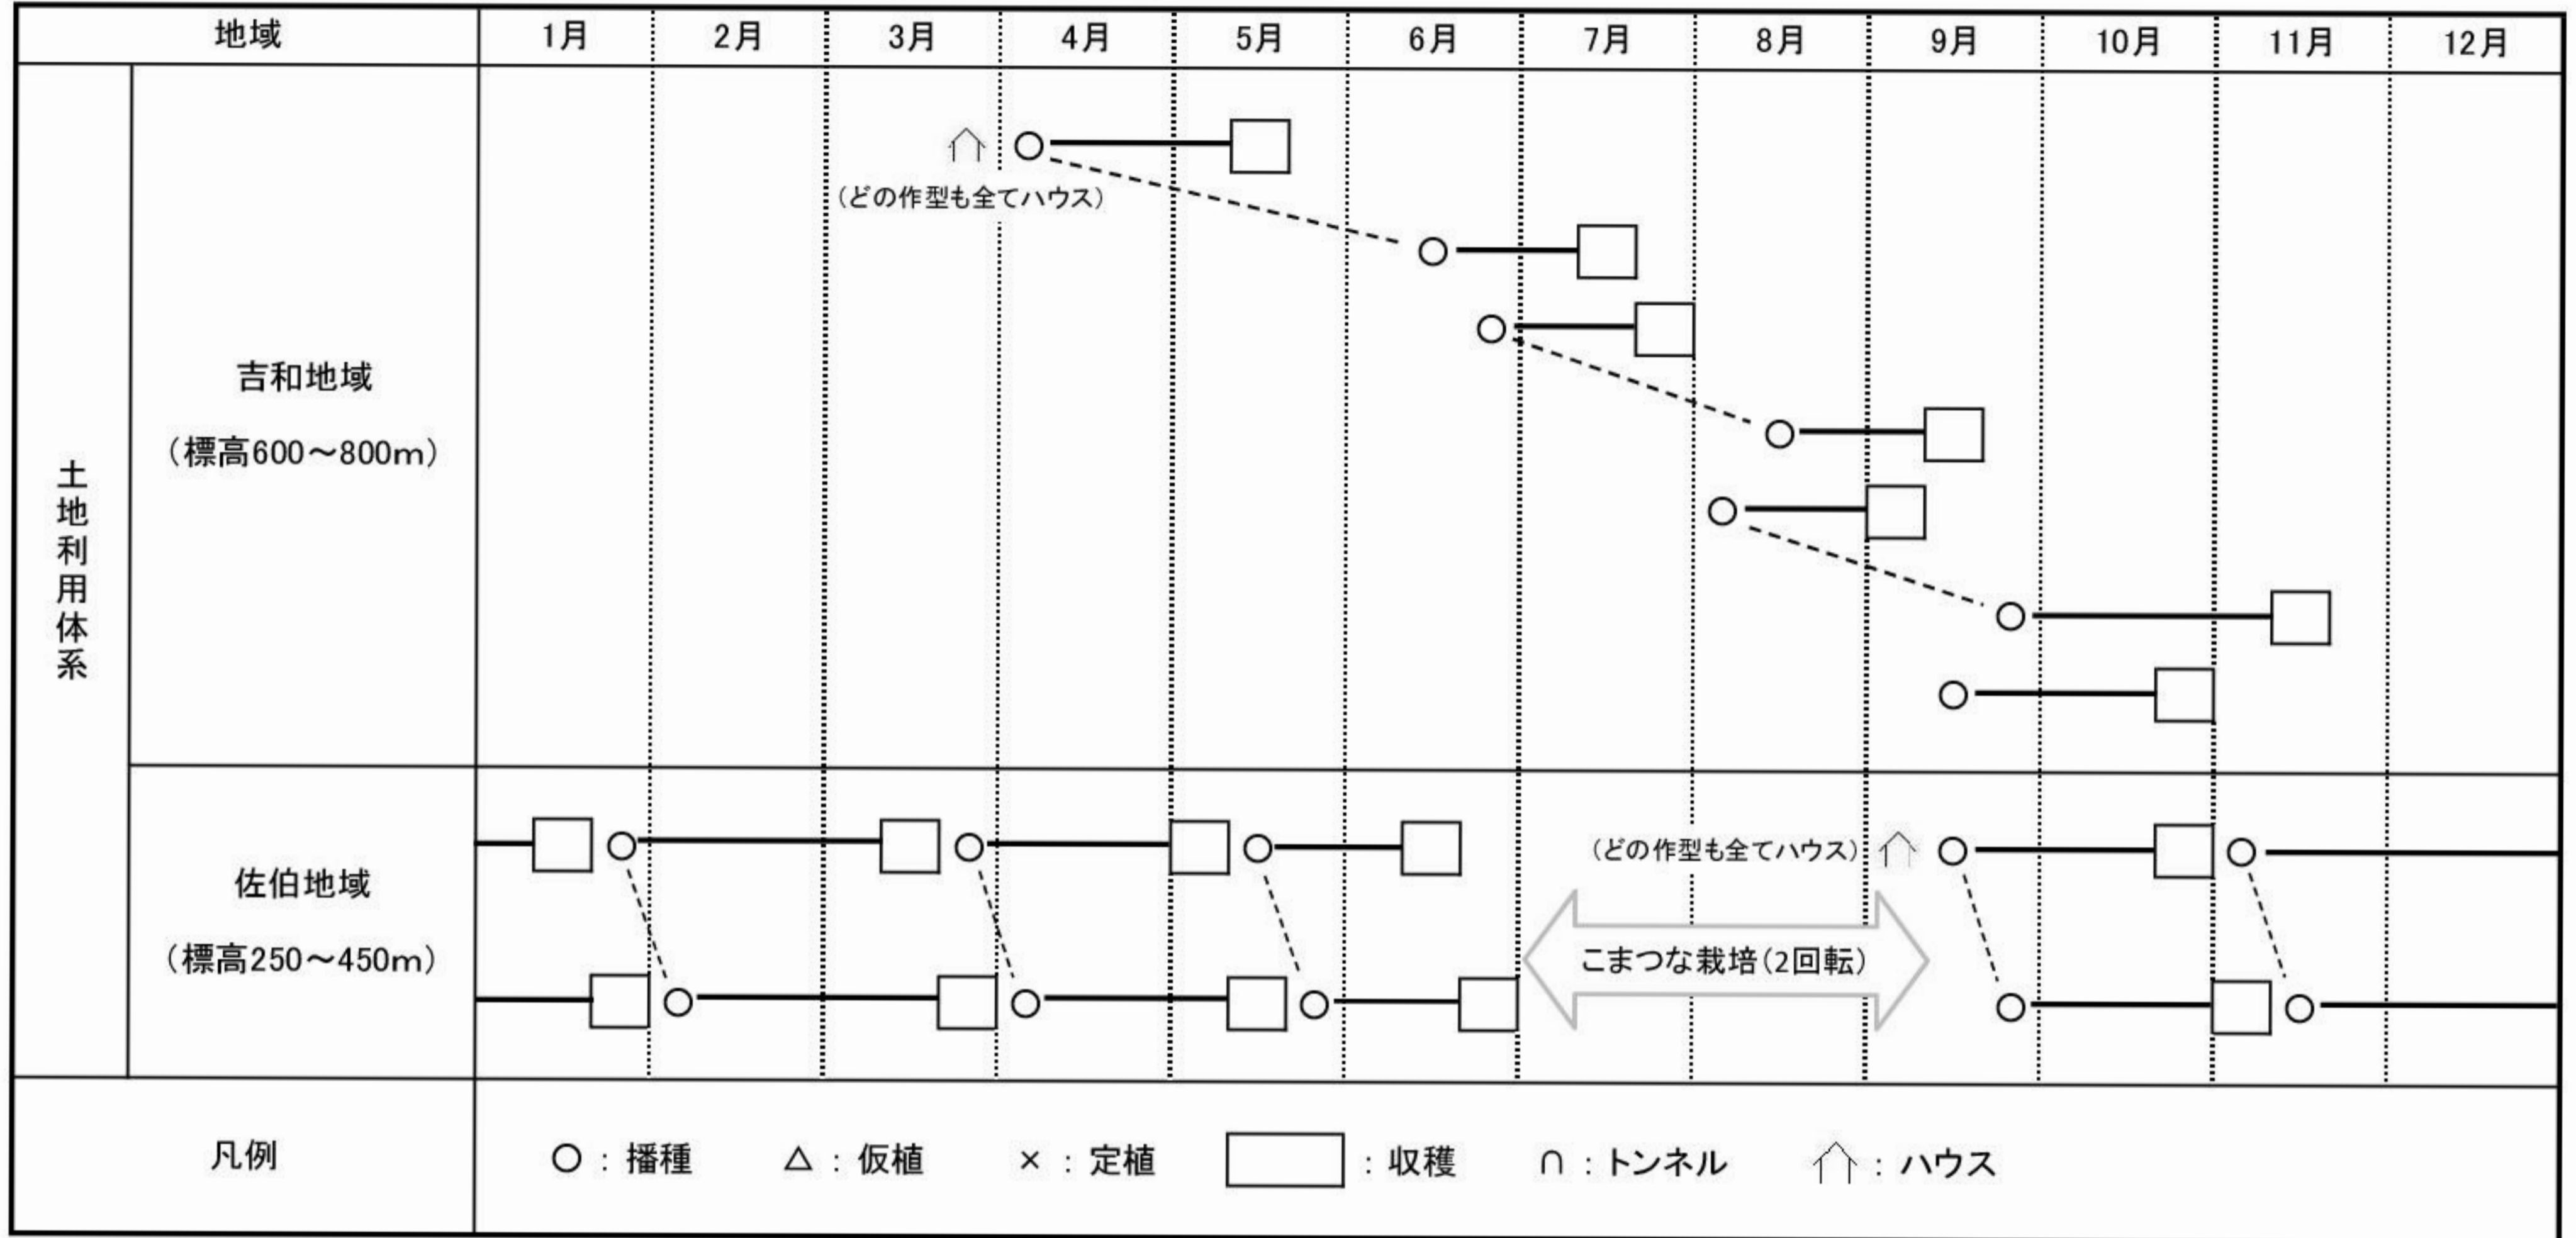 地域 1月 2月 3月 4月 5月 6月 7月 8月 9月 10月 11月 12月
土地利用体系
吉和地域
（標高600～800m）
（どの作型も全てハウス）
佐伯地域
（標高250～450m）
（どの作型も全てハウス）
こまつな栽培（2回転）
凡例 ○：播種 △：仮植 ×：定植 ：収穫 ∩：トンネル ：ハウス